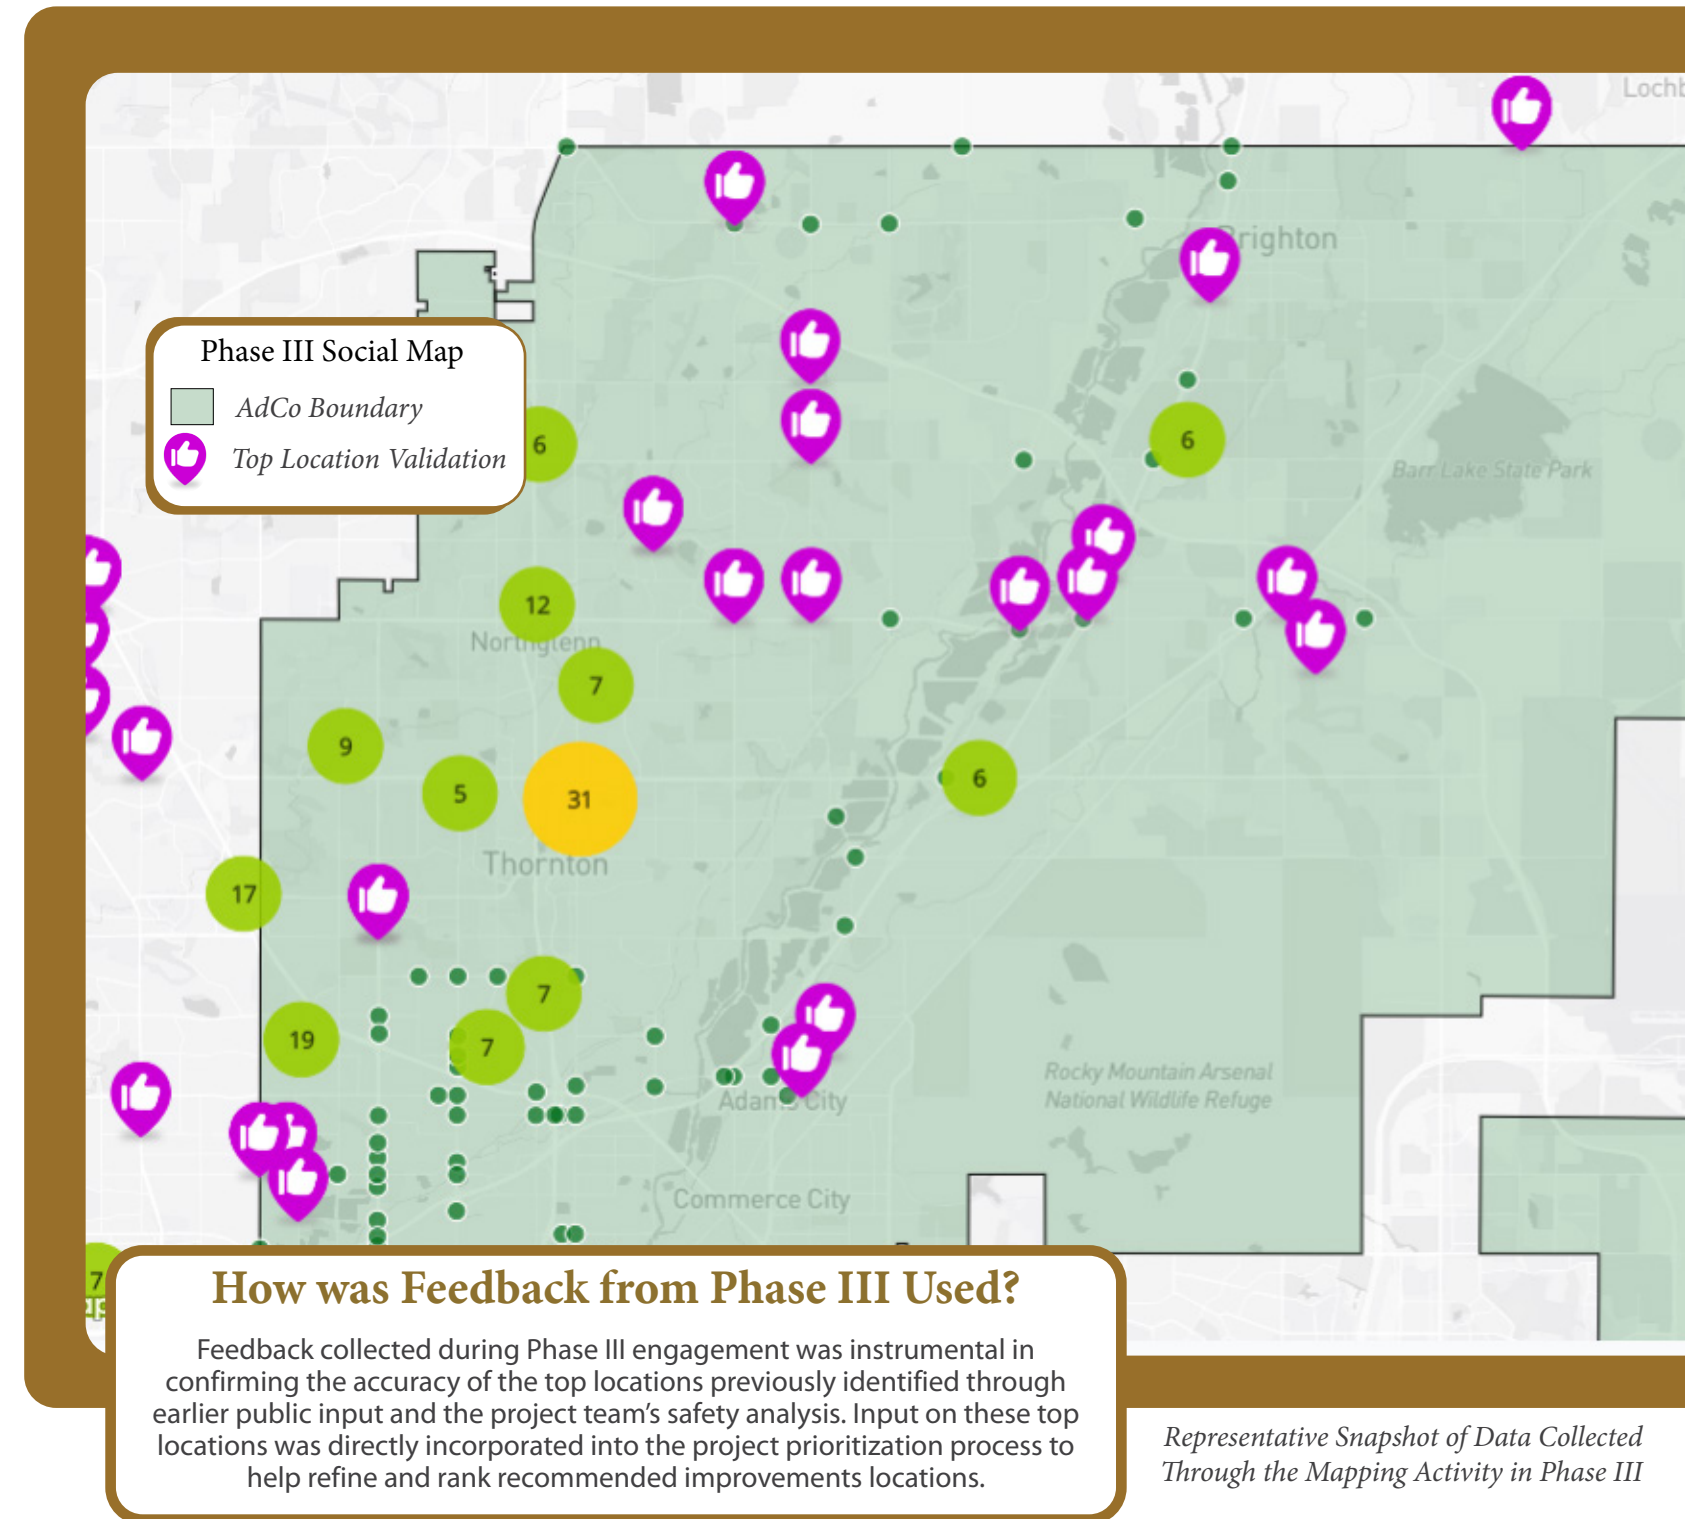 Brighton
Phase III Social Map
AdCo Boundary
Top Location Validation
6
6
Barr Lake State Park
12
Northglenn
7
9
5
31
6
Thornton
17
7
19
7
Rocky Mountain Arsenal
National Wildlife Refuge
Adams City
Commerce City
7
How was Feedback from Phase III Used?
Feedback collected during Phase III engagement was instrumental in
confirming the accuracy of the top locations previously identified through
earlier public input and the project team's safety analysis. Input on these top
locations was directly incorporated into the project prioritization process to
help refine and rank recommended improvements locations.
Representative Snapshot of Data Collected
Through the Mapping Activity in Phase III